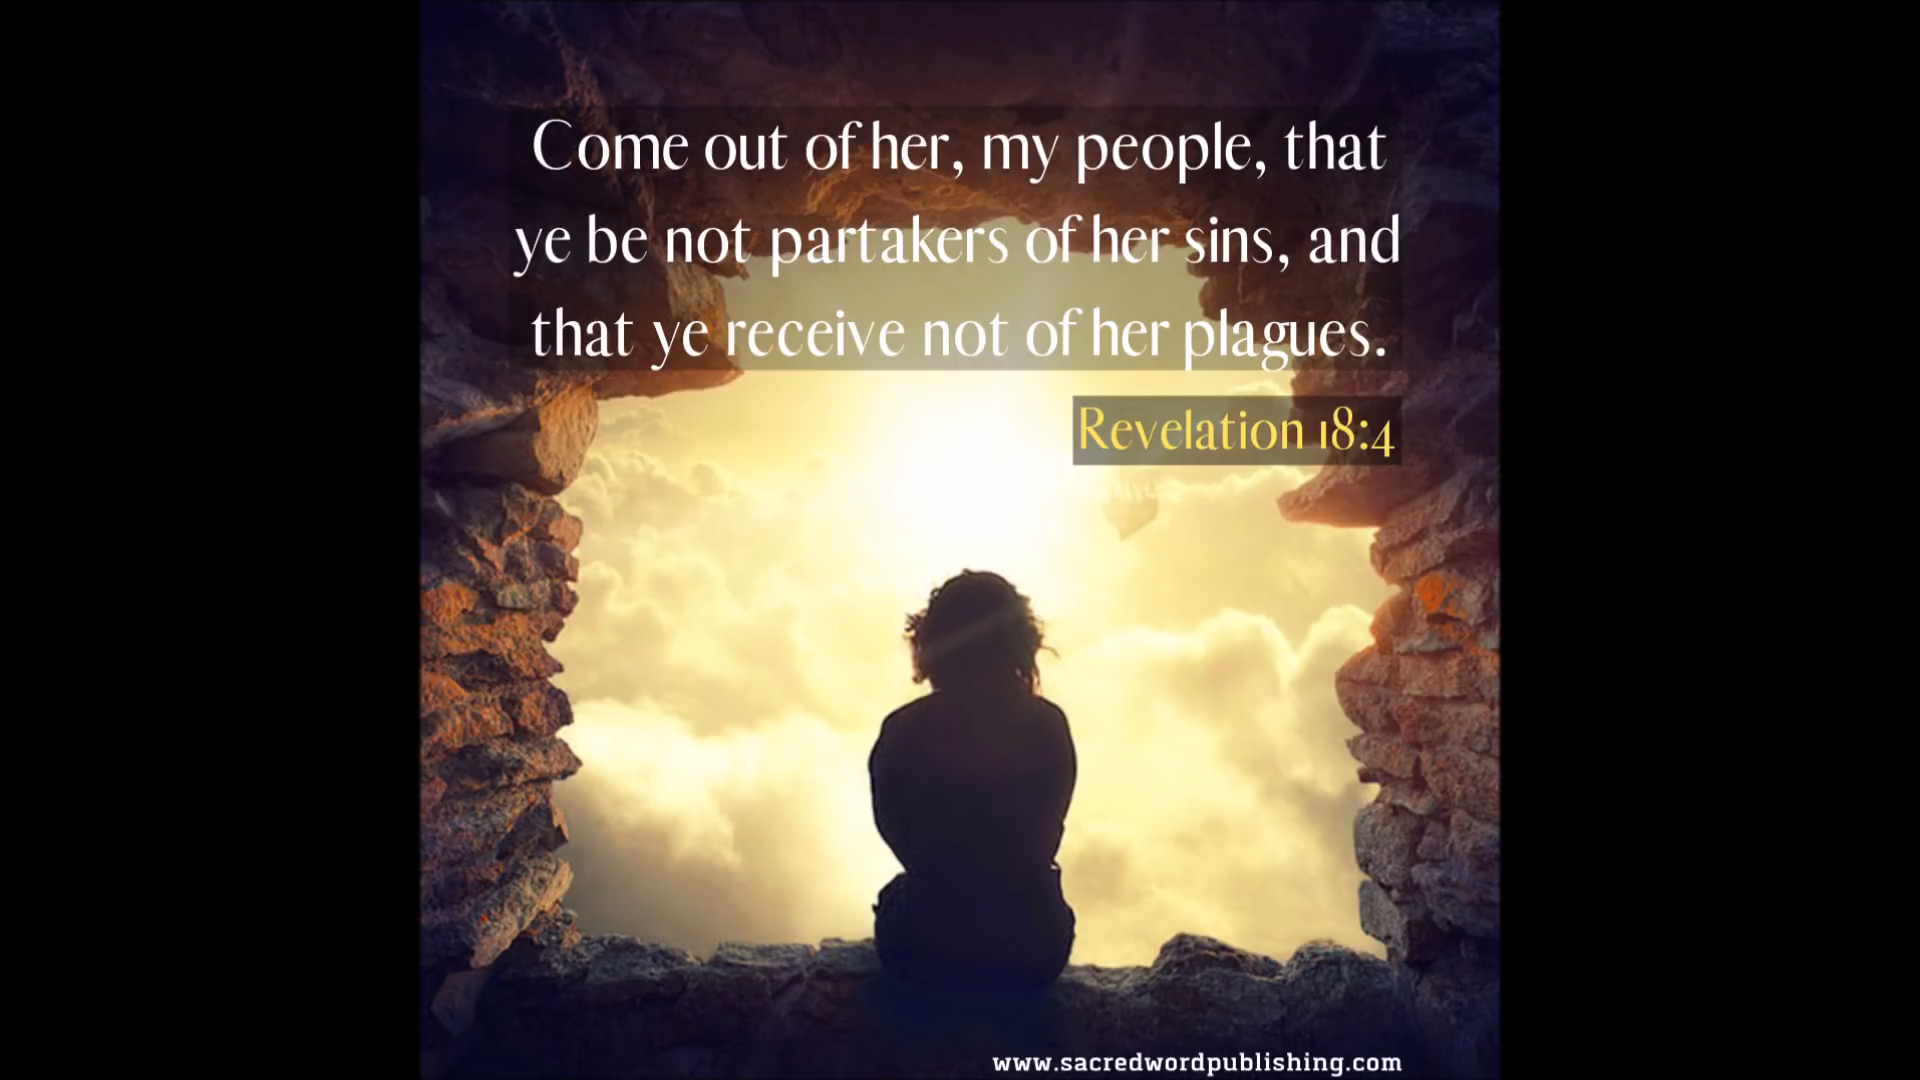 Come out of her, my people, that
ye be not partakers of her sins, and
that ye receive not of her plagues.
Revelation 18:4
www.sacredwordpublishing.com